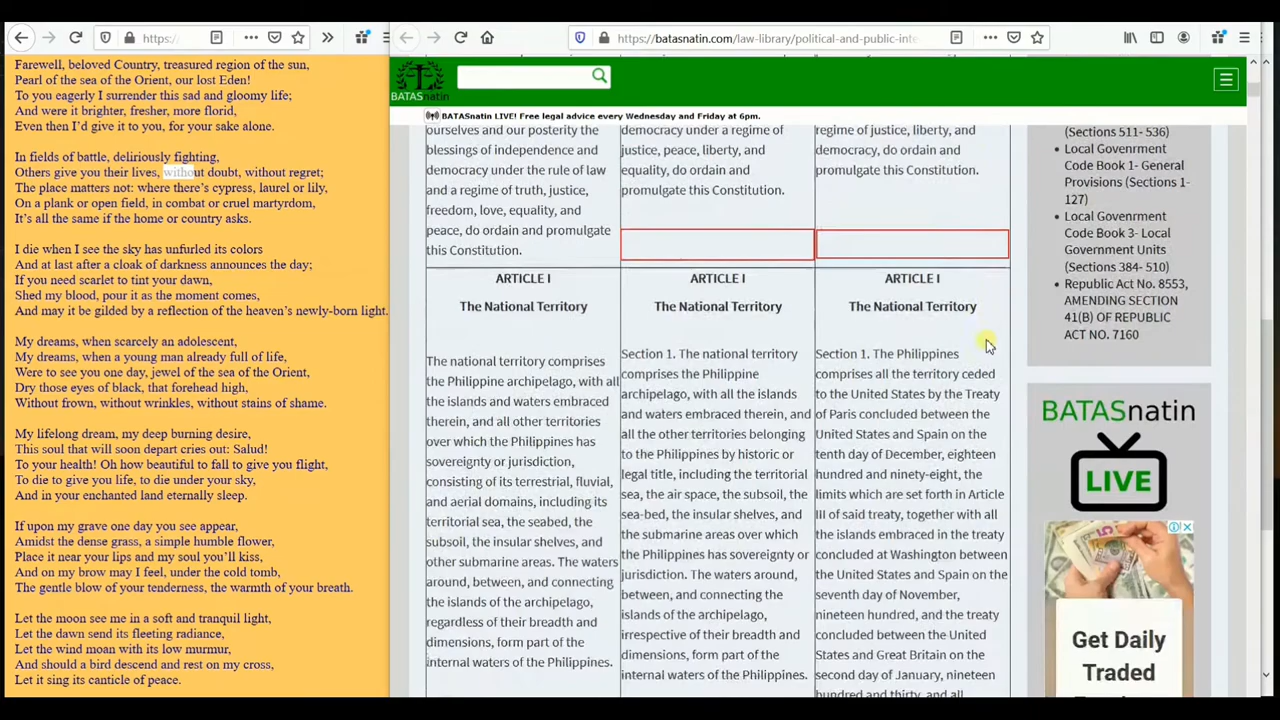 https:/
Farewell, beloved Country, treasured region of the sun,
Pearl of the sea of the Orient, our lost Eden!
To you eagerly I surrender this sad and gloomy life;
And were it brighter, fresher, more florid,
Even then I'd give it to you, for your sake alone.
In fields of battle, deliriously fighting,
Others give you their lives, without doubt, without regret;
The place matters not: where there's cypress, laurel or lily,
On a plank or open field, in combat or cruel martyrdom,
It's all the same if the home or country asks.
I die when I see the sky has unfurled its colors
And at last after a cloak of darkness announces the day;
If you need scarlet to tint your dawn,
Shed my blood, pour it as the moment comes,
And may it be gilded by a reflection of the heaven's newly-born light.
My dreams, when scarcely an adolescent,
My dreams, when a young man already full of life,
Were to see you one day, jewel of the sea of the Orient,
Dry those eyes of black, that forehead high,
Without frown, without wrinkles, without stains of shame.
My lifelong dream, my deep burning desire,
This soul that will soon depart cries out: Salud!
To your health! Oh how beautiful to fall to give you flight,
To die to give you life, to die under your sky,
And in your enchanted land eternally sleep.
If upon my grave one day you see appear,
Amidst the dense grass, a simple humble flower,
Place it near your lips and my soul you'll kiss,
And on my brow may I feel, under the cold tomb,
The gentle blow of your tenderness, the warmth of your breath.
Let the moon see me in a soft and tranquil light,
Let the dawn send its fleeting radiance,
Let the wind moan with its low murmur,
And should a bird descend and rest on my cross,
Let it sing its canticle of peace.
https://batasnatin.com/law-library/political-and-public-inte
BATASnatin
BATASnatin LIVE! Free legal advice every Wednesday and Friday at 6pm.
ourselves and our posterity the
blessings of independence and
democracy under the rule of law
and a regime of truth, justice,
freedom, love, equality, and
peace, do ordain and promulgate
this Constitution.
democracy under a regime of
justice, peace, liberty, and
equality, do ordain and
promulgate this Constitution.
regime of justice, liberty, and
democracy, do ordain and
promulgate this Constitution.
ARTICLE I
The National Territory
The national territory comprises
the Philippine archipelago, with all
the islands and waters embraced
therein, and all other territories
over which the Philippines has
sovereignty or jurisdiction,
consisting of its terrestrial, fluvial,
and aerial domains, including its
territorial sea, the seabed, the
subsoil, the insular shelves, and
other submarine areas. The waters
around, between, and connecting
the islands of the archipelago,
regardless of their breadth and
dimensions, form part of the
internal waters of the Philippines.
ARTICLE I
The National Territory
Section 1. The national territory
comprises the Philippine
archipelago, with all the islands
and waters embraced therein, and
all the other territories belonging
to the Philippines by historic or
legal title, including the territorial
sea, the air space, the subsoil, the
sea-bed, the insular shelves, and
the submarine areas over which
the Philippines has sovereignty or
jurisdiction. The waters around,
between, and connecting the
islands of the archipelago,
irrespective of their breadth and
dimensions, form part of the
internal waters of the Philippines.
ARTICLE I
The National Territory
Section 1. The Philippines
comprises all the territory ceded
to the United States by the Treaty
of Paris concluded between the
United States and Spain on the
tenth day of December, eighteen
hundred and ninety-eight, the
limits which are set forth in Article
III of said treaty, together with all
the islands embraced in the treaty
concluded at Washington between
the United States and Spain on the
seventh day of November,
nineteen hundred, and the treaty
concluded between the United
States and Great Britain on the
second day of January, nineteen
hundred and thirty, and all
(Sections 511- 536)
Local Government
Code Book 1- General
Provisions (Sections 1-
127)
Local Government
Code Book 3- Local
Government Units
(Sections 384- 510)
Republic Act No. 8553,
AMENDING SECTION
41(B) OF REPUBLIC
ACT NO. 7160
BATASnatin
LIVE
Get Daily
Traded